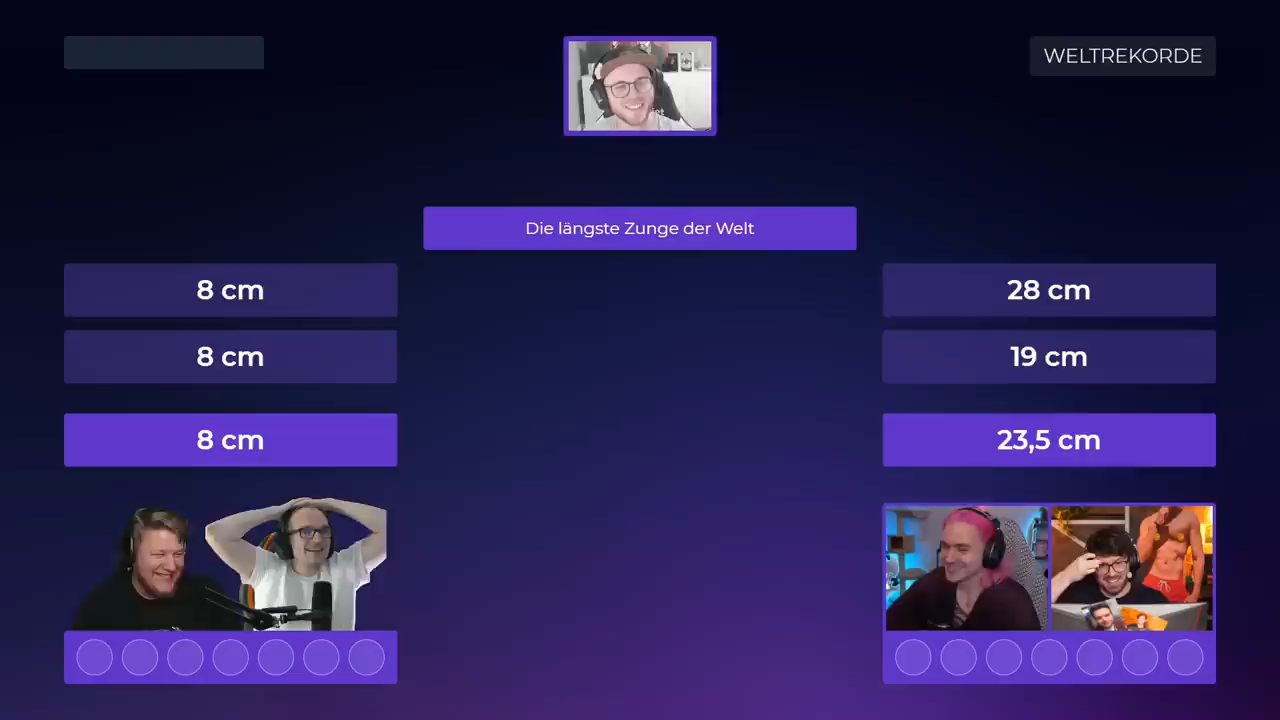 WELTREKORDE
Die längste Zunge der Welt
8 cm
28 cm
8 cm
19 cm
8 cm
23,5 cm